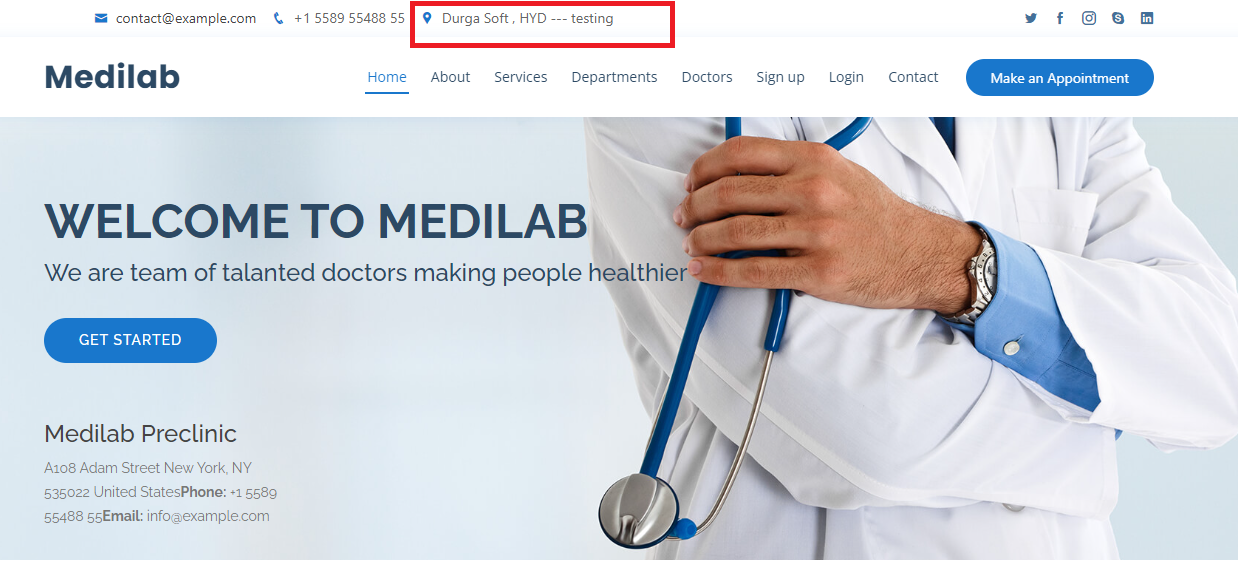 contact@example.com +1 5589 55488 55 Durga Soft , HYD --- testing
Medilab Home About Services Departments Doctors Sign up Login Contact Make an Appointment
WELCOME TO MEDILAB
We are team of talanted doctors making people healthier
GET STARTED
Medilab Preclinic
A108 Adam Street New York, NY
535022 United StatesPhone: +1 5589
55488 55Email: info@example.com